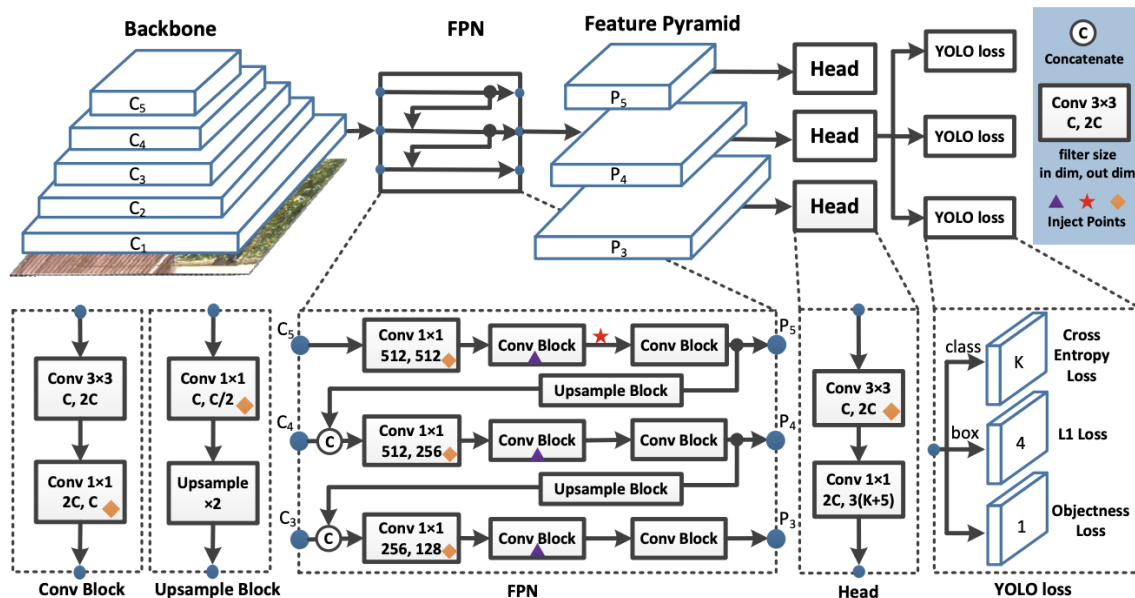 Backbone
FPN
Feature Pyramid
C5
C4
C3
C2
C1
P5
P4
P3
Head
Head
Head
YOLO loss
YOLO loss
YOLO loss
C
Concatenate
Conv 3×3
C, 2C
filter size
in dim, out dim
Inject Points
Conv 3×3
C, 2C
Conv 1×1
2C, C
Conv Block
Conv 1×1
C, C/2
Upsample
×2
Upsample Block
C5
Conv 1×1
512, 512
Conv Block
Conv Block
P5
Upsample Block
C4
C
Conv 1×1
512, 256
Conv Block
Conv Block
P4
Upsample Block
C3
C
Conv 1×1
256, 128
Conv Block
Conv Block
P3
FPN
Conv 3×3
C, 2C
Conv 1×1
2C, 3(K+5)
Head
class
K
Cross
Entropy
Loss
box
4
L1 Loss
1
Objectness
Loss
YOLO loss